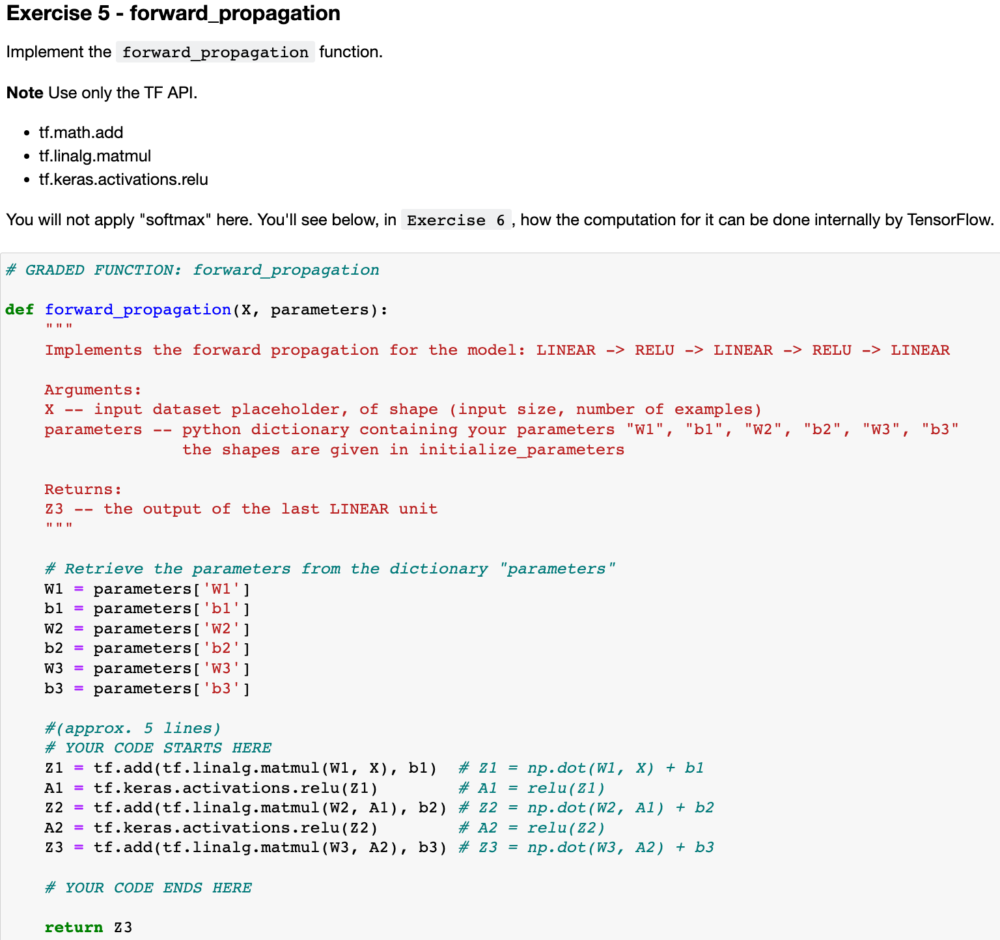 Exercise 5 - forward_propagation
Implement the forward_propagation function.
Note Use only the TF API.
• tf.math.add
• tf.linalg.matmul
• tf.keras.activations.relu
You will not apply "softmax" here. You'll see below, in Exercise 6, how the computation for it can be done internally by TensorFlow.
# GRADED FUNCTION: forward_propagation
def forward_propagation(X, parameters):
    """
    Implements the forward propagation for the model: LINEAR -> RELU -> LINEAR -> RELU -> LINEAR
    Arguments:
    X -- input dataset placeholder, of shape (input size, number of examples)
    parameters -- python dictionary containing your parameters "W1", "b1", "W2", "b2", "W3", "b3"
                  the shapes are given in initialize_parameters
    Returns:
    Z3 -- the output of the last LINEAR unit
    """
    # Retrieve the parameters from the dictionary "parameters"
    W1 = parameters['W1']
    b1 = parameters['b1']
    W2 = parameters['W2']
    b2 = parameters['b2']
    W3 = parameters['W3']
    b3 = parameters['b3']
    #(approx. 5 lines)
    # YOUR CODE STARTS HERE
    Z1 = tf.add(tf.linalg.matmul(W1, X), b1)  # Z1 = np.dot(W1, X) + b1
    A1 = tf.keras.activations.relu(Z1)        # A1 = relu(Z1)
    Z2 = tf.add(tf.linalg.matmul(W2, A1), b2) # Z2 = np.dot(W2, A1) + b2
    A2 = tf.keras.activations.relu(Z2)        # A2 = relu(Z2)
    Z3 = tf.add(tf.linalg.matmul(W3, A2), b3) # Z3 = np.dot(W3, A2) + b3
    # YOUR CODE ENDS HERE
    return Z3